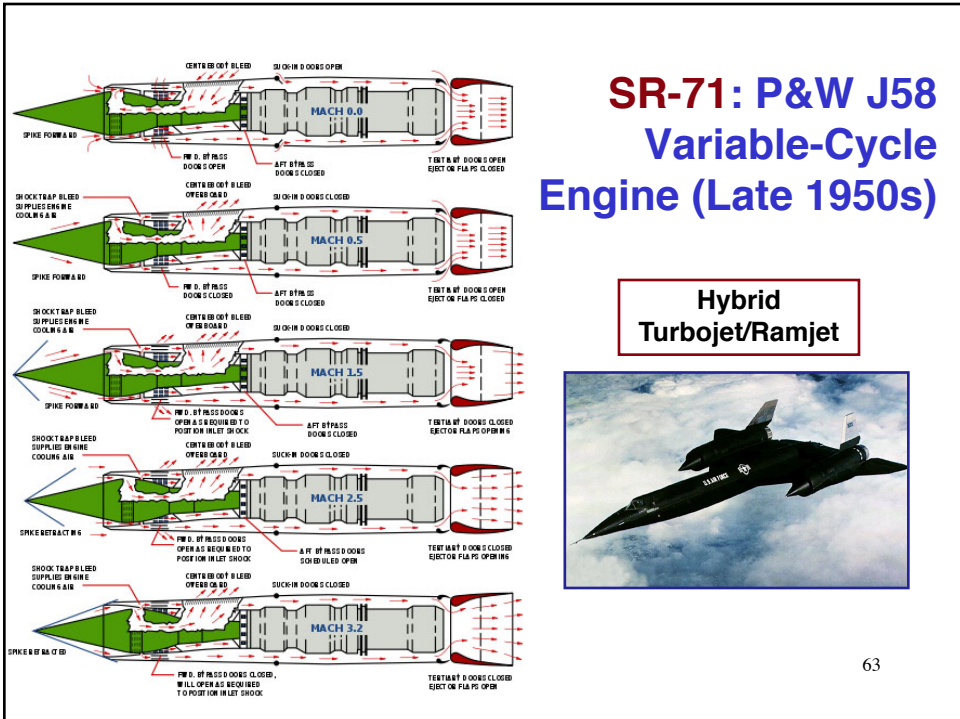 SR-71: P&W J58
Variable-Cycle
Engine (Late 1950s)
Hybrid
Turbojet/Ramjet
U.S. AIR FORCE
CENTREBODY BLEED
SUCK-IN DOORS OPEN
MACH 0.0
SPIKE FORWARD
FWD. BYPASS
DOORS OPEN
AFT BYPASS
DOORS CLOSED
TERTIARY DOORS OPEN
EJECTOR FLAPS CLOSED
SHOCK TRAP BLEED
SUPPLIES ENGINE
COOLING AIR
CENTREBODY BLEED
OVERBOARD
SUCK-IN DOORS CLOSED
MACH 0.5
SPIKE FORWARD
FWD. BYPASS
DOORS CLOSED
AFT BYPASS
DOORS CLOSED
TERTIARY DOORS OPEN
EJECTOR FLAPS CLOSED
SHOCK TRAP BLEED
SUPPLIES ENGINE
COOLING AIR
CENTREBODY BLEED
OVERBOARD
SUCK-IN DOORS CLOSED
MACH 1.5
SPIKE FORWARD
FWD. BYPASS DOORS
OPEN AS REQUIRED TO
POSITION INLET SHOCK
AFT BYPASS
DOORS CLOSED
TERTIARY DOORS CLOSED
EJECTOR FLAPS OPENING
SHOCK TRAP BLEED
SUPPLIES ENGINE
COOLING AIR
CENTREBODY BLEED
OVERBOARD
SUCK-IN DOORS CLOSED
MACH 2.5
SPIKE RETRACTING
FWD. BYPASS DOORS
OPEN AS REQUIRED TO
POSITION INLET SHOCK
AFT BYPASS DOORS
SCHEDULED OPEN
TERTIARY DOORS CLOSED
EJECTOR FLAPS OPENING
SHOCK TRAP BLEED
SUPPLIES ENGINE
COOLING AIR
CENTREBODY BLEED
OVERBOARD
SUCK-IN DOORS CLOSED
MACH 3.2
SPIKE RETRACTED
FWD. BYPASS DOORS CLOSED,
WILL OPEN AS REQUIRED
TO POSITION INLET SHOCK
TERTIARY DOORS CLOSED
EJECTOR FLAPS OPEN
63